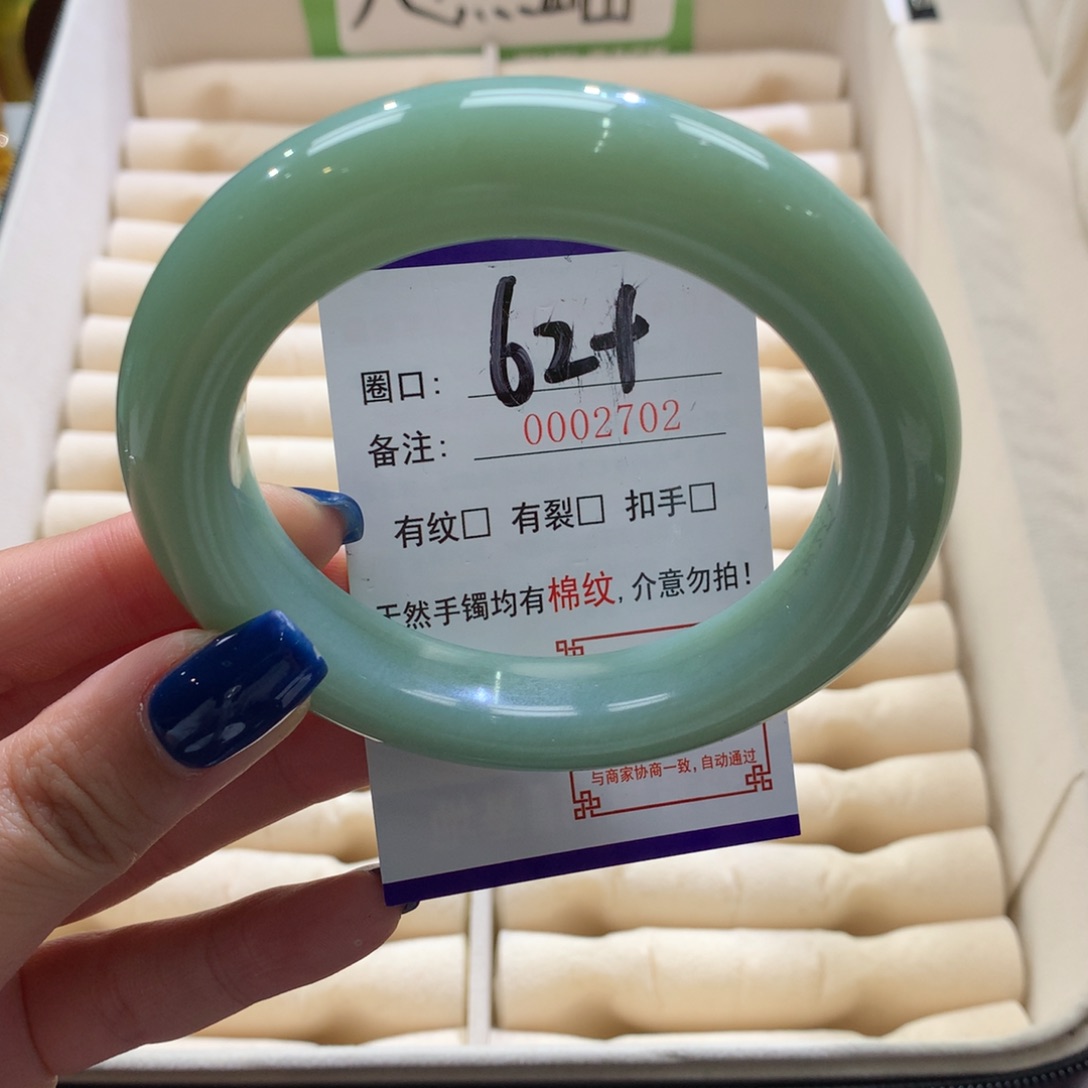 圈口: 62+
备注: 0002702
有纹□ 有裂□ 扣手□
天然手镯均有棉纹,介意勿拍!
与商家协商一致,自动通过